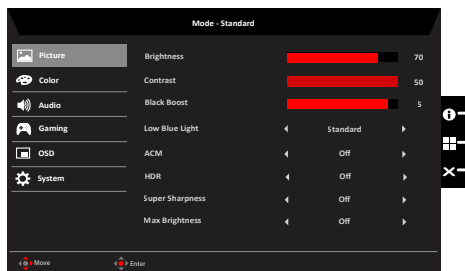 Mode - Standard
Picture
Brightness 70
Color
Contrast 50
Audio
Black Boost 5
Gaming
Low Blue Light Standard
OSD
ACM Off
System
HDR Off
Super Sharpness Off
Max Brightness Off
Move Enter